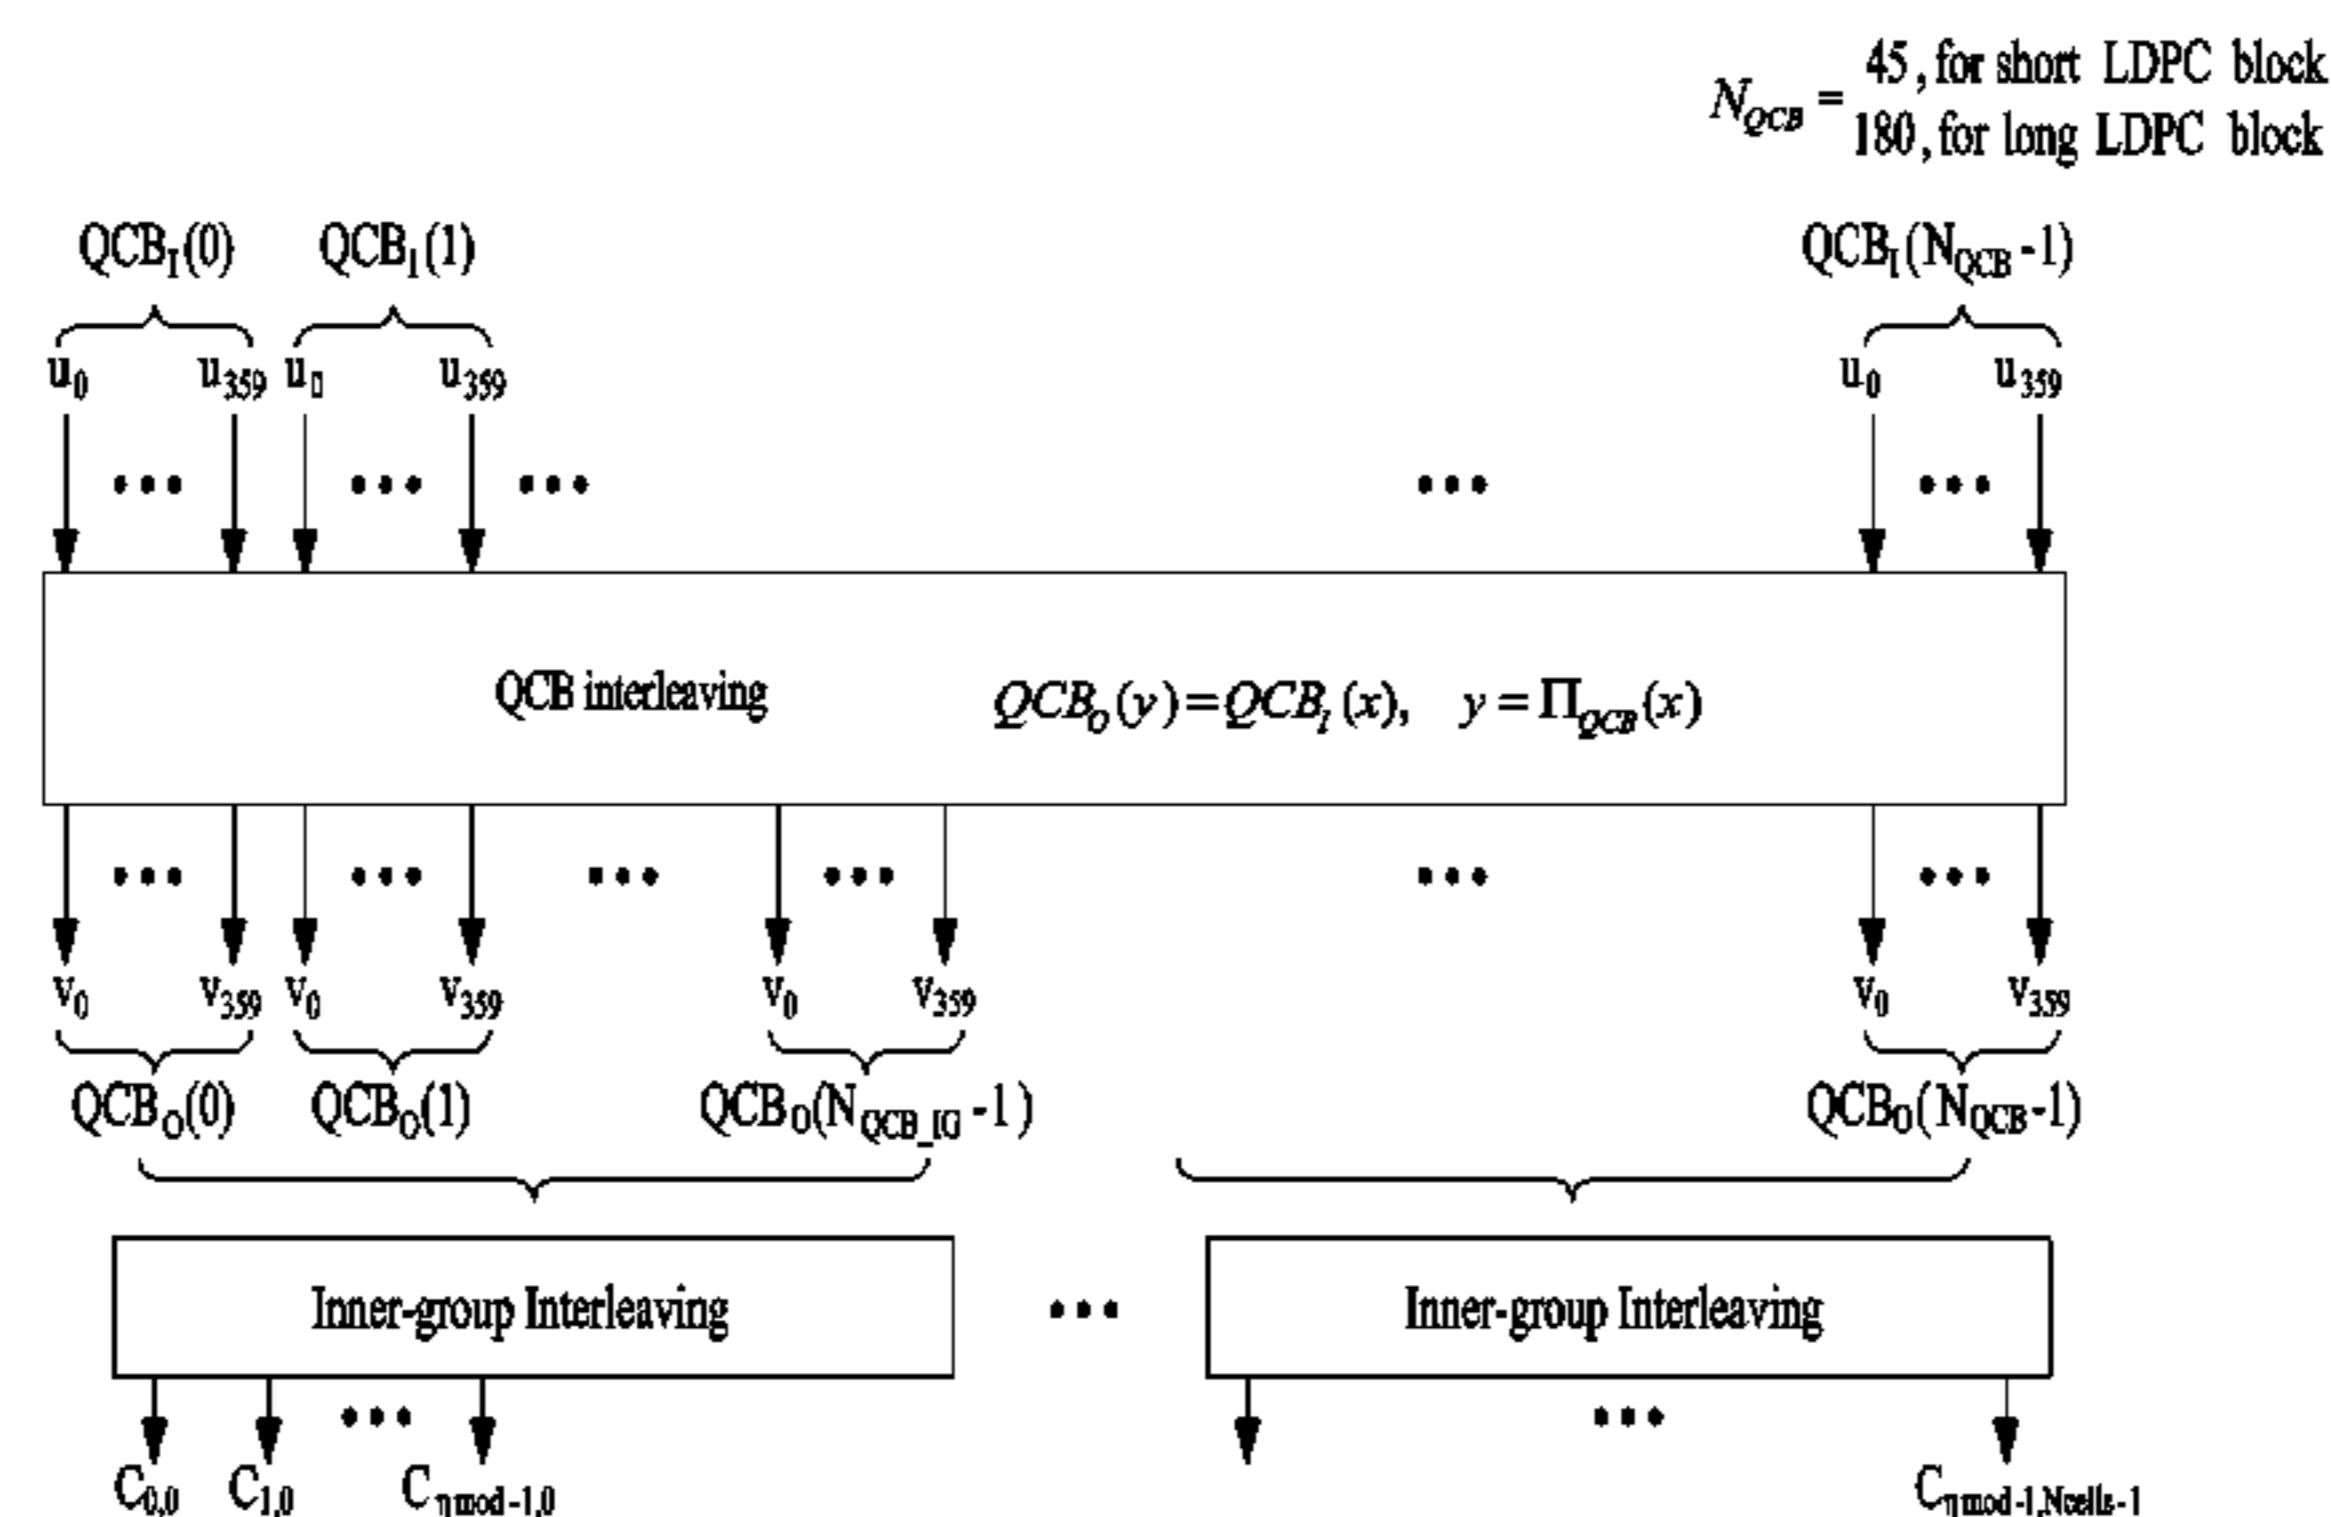 45, for short LDPC block
N_QCB =
180, for long LDPC block
QCB_I(0) QCB_I(1) QCB_I(N_QCB-1)
u_0 u_359 u_0 u_359 u_0 u_359
••• ••• ••• ••• •••
QCB interleaving QCB_O(y)=QCB_I(x), y=Π_QCB(x)
••• ••• ••• ••• ••• •••
v_0 v_359 v_0 v_359 v_0 v_359 v_0 v_359
QCB_O(0) QCB_O(1) QCB_O(N_QCB_IG-1) QCB_O(N_QCB-1)
Inner-group Interleaving ••• Inner-group Interleaving
••• •••
C_0,0 C_1,0 C_ηmod-1,0 C_ηmod-1,Ncells-1